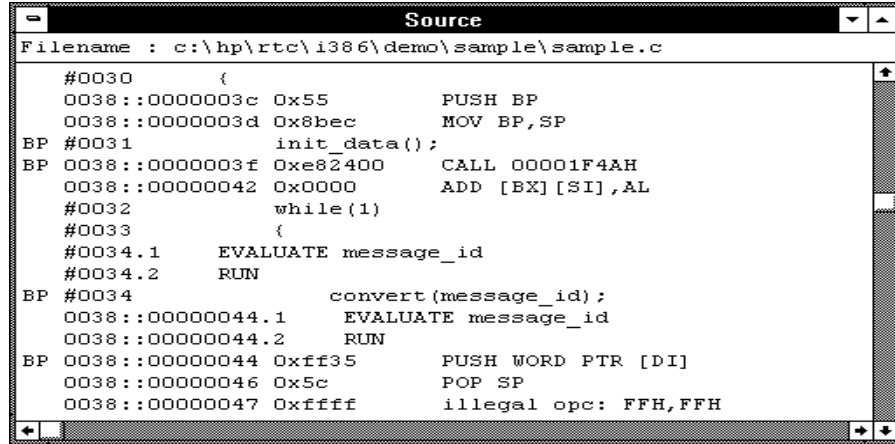 Source
Filename : c:\hp\rtc\i386\demo\sample\sample.c
#0030 {
0038::0000003c 0x55 PUSH BP
0038::0000003d 0x8bec MOV BP,SP
BP #0031 init_data();
BP 0038::0000003f 0xe82400 CALL 00001F4AH
0038::00000042 0x0000 ADD [BX][SI],AL
#0032 while(1)
#0033 {
#0034.1 EVALUATE message_id
#0034.2 RUN
BP #0034 convert(message_id);
0038::00000044.1 EVALUATE message_id
0038::00000044.2 RUN
BP 0038::00000044 0xff35 PUSH WORD PTR [DI]
0038::00000046 0x5c POP SP
0038::00000047 0xffff illegal opc: FFH,FFH